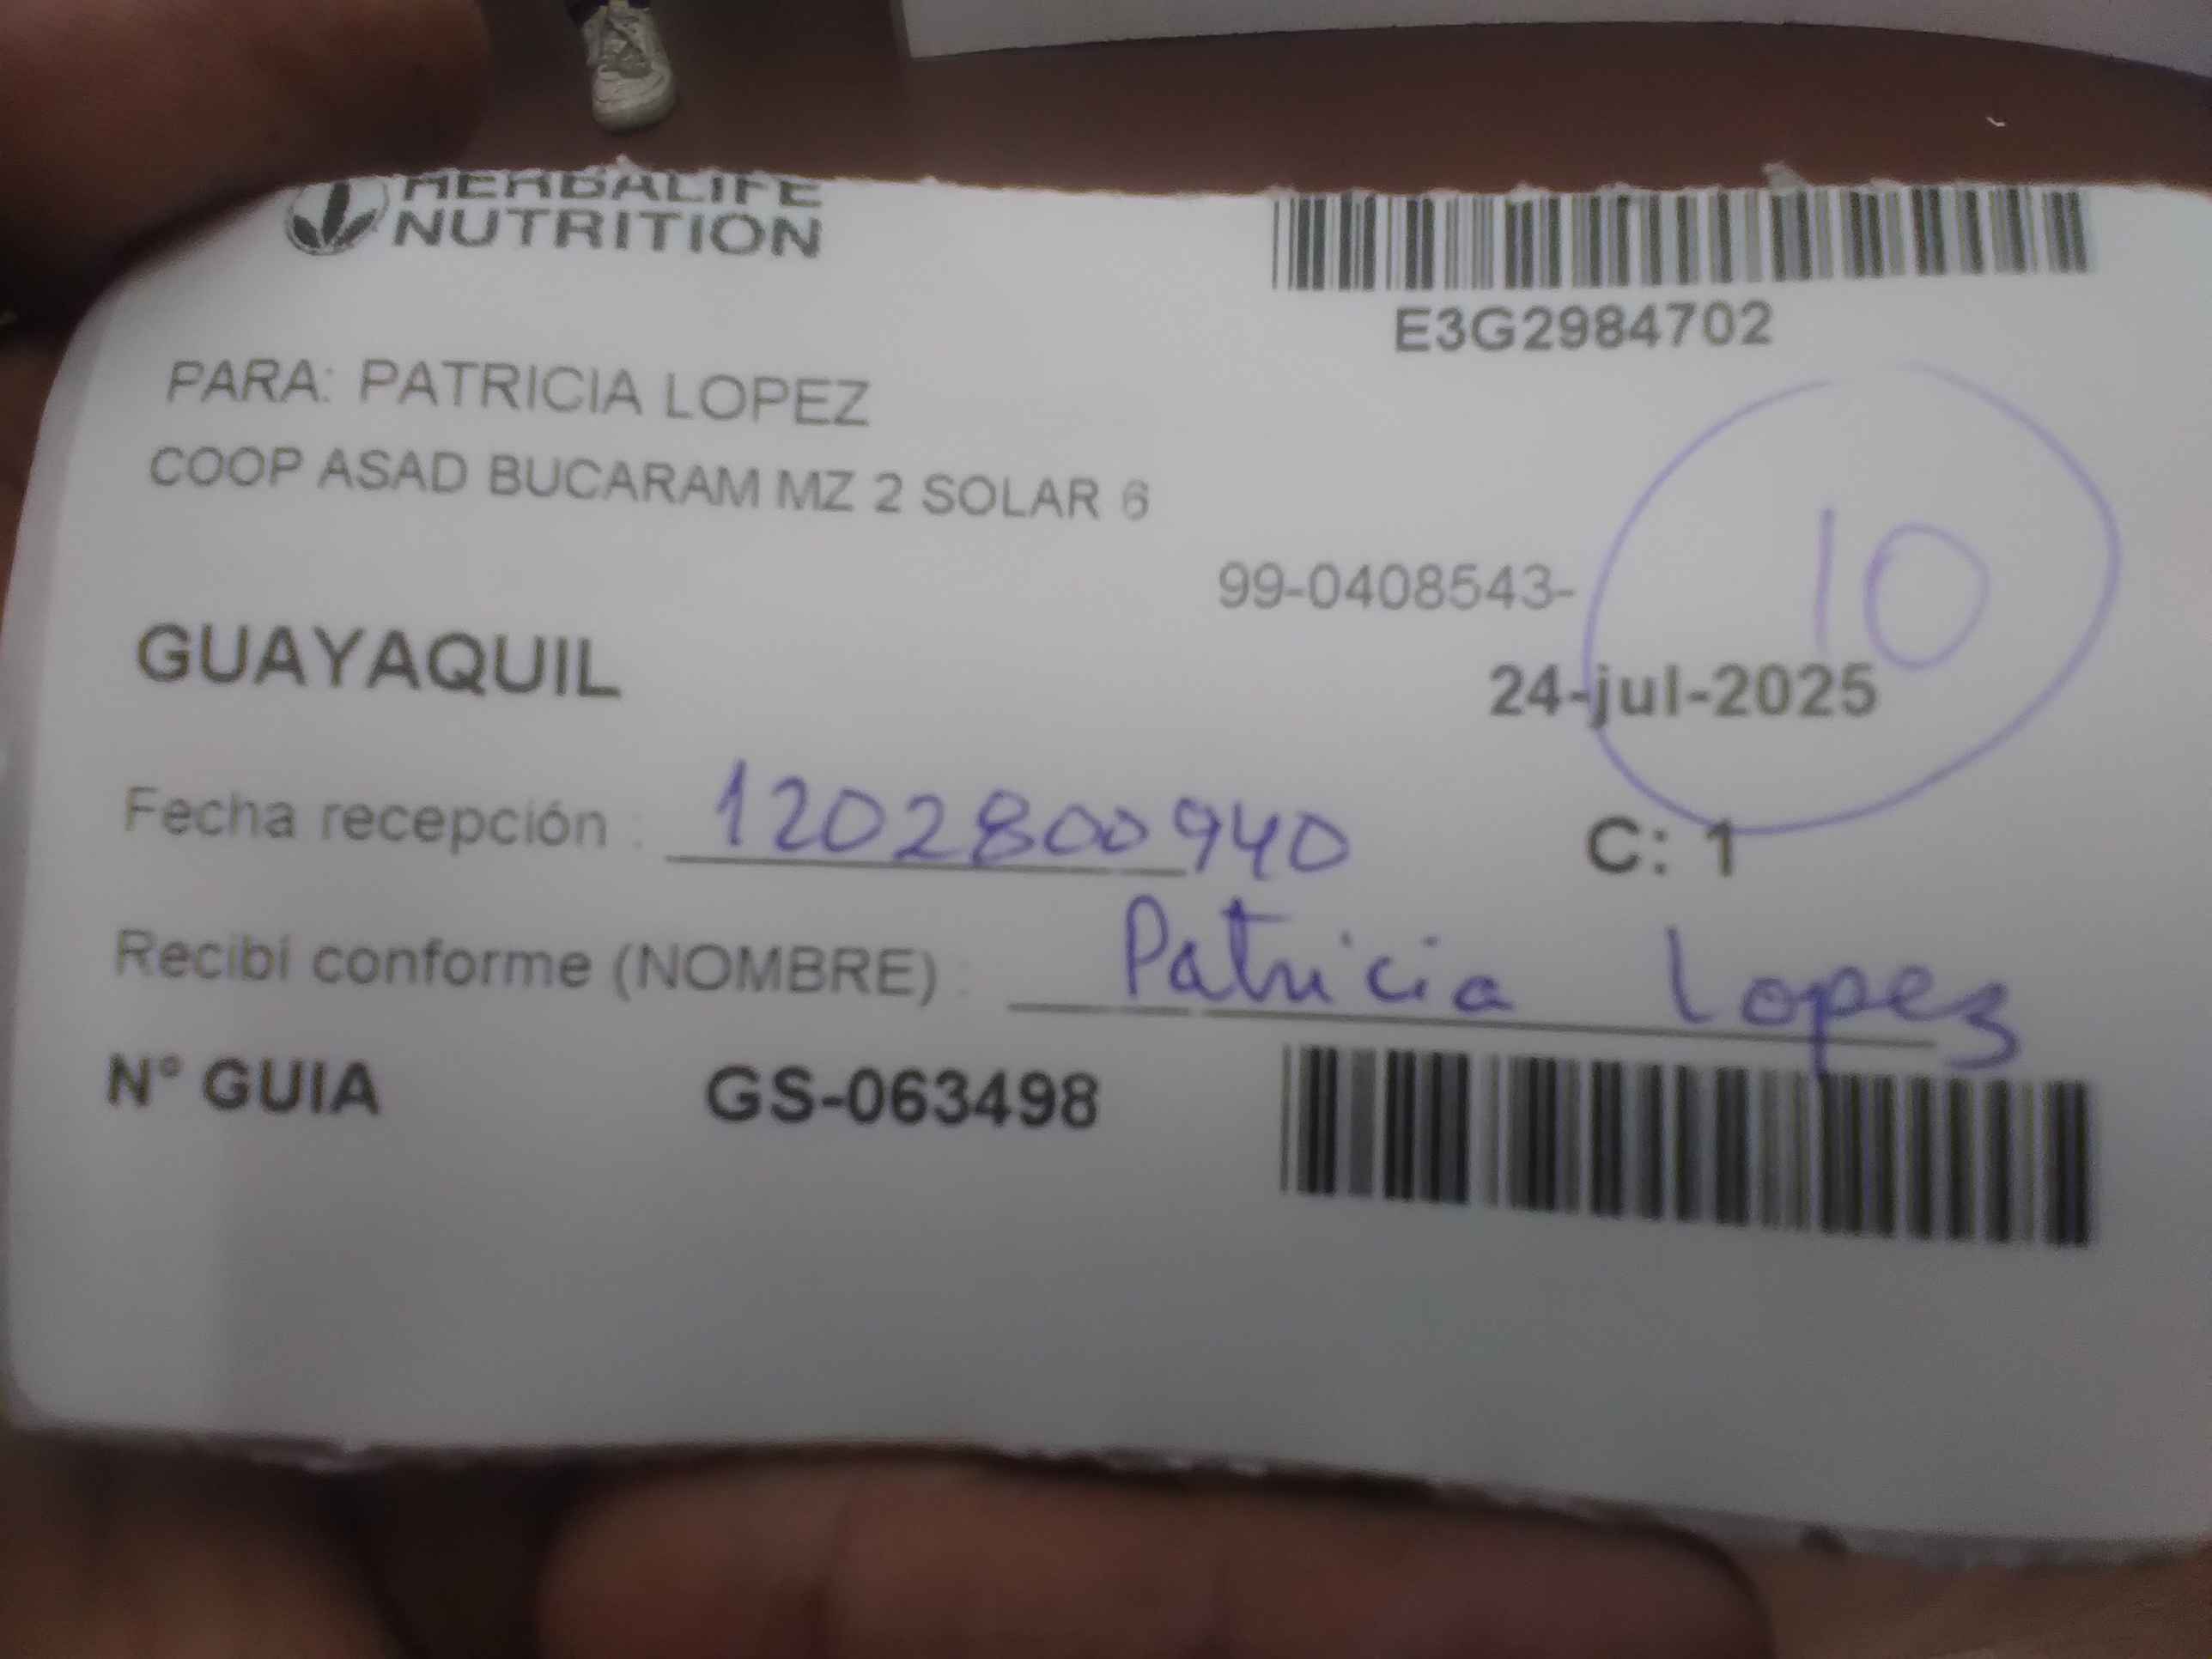 HERBALIFE
NUTRITION
E3G2984702
PARA: PATRICIA LOPEZ
COOP ASAD BUCARAM MZ 2 SOLAR 6
10
99-0408543-
GUAYAQUIL
24-jul-2025
Fecha recepción : 1202800940
C: 1
Recibí conforme (NOMBRE) : Patricia Lopez
N° GUIA GS-063498